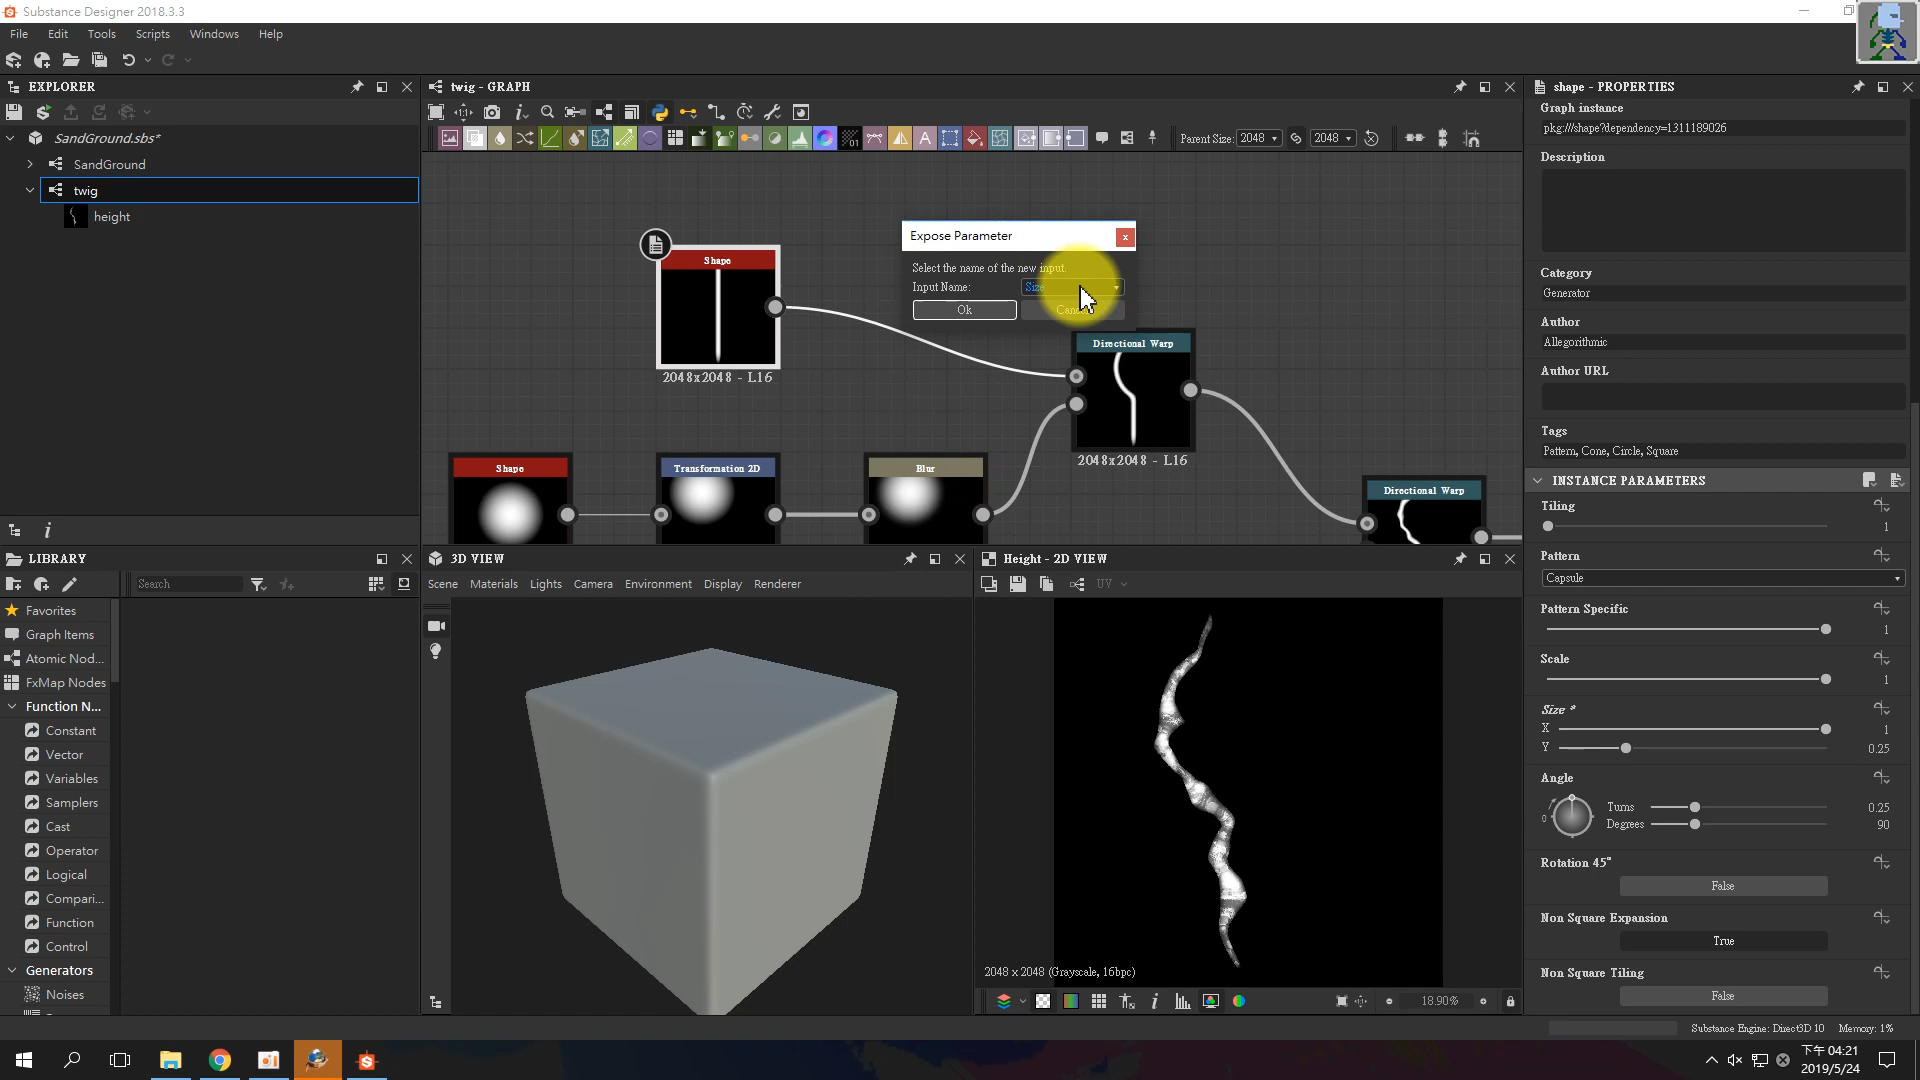 Substance Designer 2018.3.3
File Edit Tools Scripts Windows Help
EXPLORER
SandGround.sbs*
SandGround
twig
height
twig - GRAPH
01
A
Parent Size: 2048 2048
Shape
2048x2048 - L16
Expose Parameter
x
Select the name of the new input.
Input Name: Size
Ok
Directional Warp
2048x2048 - L16
Shape
Transformation 2D
Blur
Directional Warp
LIBRARY
Search
Favorites
Graph Items
Atomic Nod...
FxMap Nodes
Function N...
Constant
Vector
Variables
Samplers
Cast
Operator
Logical
Compari...
Function
Control
Generators
Noises
3D VIEW
Scene Materials Lights Camera Environment Display Renderer
Height - 2D VIEW
UV
2048 x 2048 (Grayscale, 16bpc)
18.90%
shape - PROPERTIES
Graph instance
pkg:///shape?dependency=1311189026
Description
Category
Generator
Author
Allegorithmic
Author URL
Tags
Pattern, Cone, Circle, Square
INSTANCE PARAMETERS
Tiling
1
Pattern
Capsule
Pattern Specific
1
Scale
1
Size *
X 1
Y 0.25
Angle
0
Turns 0.25
Degrees 90
Rotation 45°
False
Non Square Expansion
True
Non Square Tiling
False
Substance Engine: Direct3D 10 Memory: 1%
下午 04:21
2019/5/24